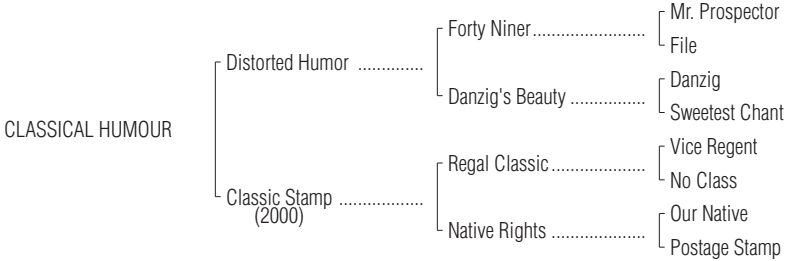 Mr. Prospector
Forty Niner........................
File
Distorted Humor ..............
Danzig
Danzig's Beauty ................
Sweetest Chant
CLASSICAL HUMOUR
Vice Regent
Regal Classic....................
No Class
Classic Stamp ..................
(2000)
Our Native
Native Rights ....................
Postage Stamp